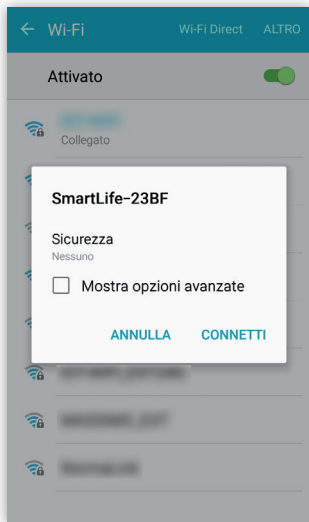 Wi-Fi
Wi-Fi Direct
ALTRO
Attivato
Collegato
SmartLife-23BF
Sicurezza
Nessuno
Mostra opzioni avanzate
ANNULLA
CONNETTI